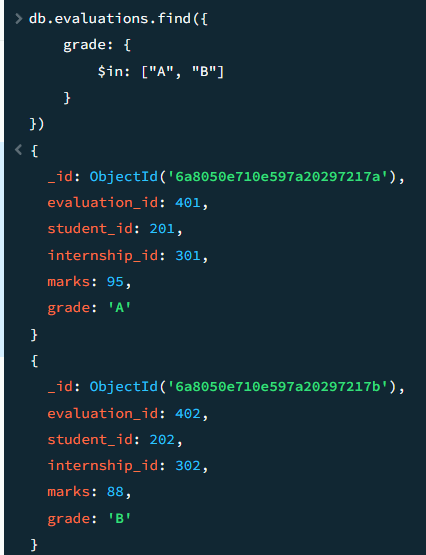 > db.evaluations.find({
    grade: {
        $in: ["A", "B"]
    }
})
< {
  _id: ObjectId('6a8050e710e597a20297217a'),
  evaluation_id: 401,
  student_id: 201,
  internship_id: 301,
  marks: 95,
  grade: 'A'
}
{
  _id: ObjectId('6a8050e710e597a20297217b'),
  evaluation_id: 402,
  student_id: 202,
  internship_id: 302,
  marks: 88,
  grade: 'B'
}